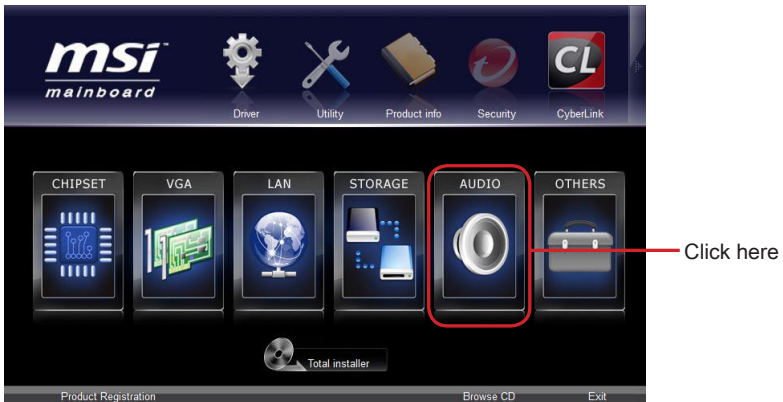 msi
mainboard
Driver Utility Product info Security CL CyberLink
CHIPSET VGA LAN STORAGE AUDIO OTHERS
Click here
Total installer
Product Registration Browse CD Exit